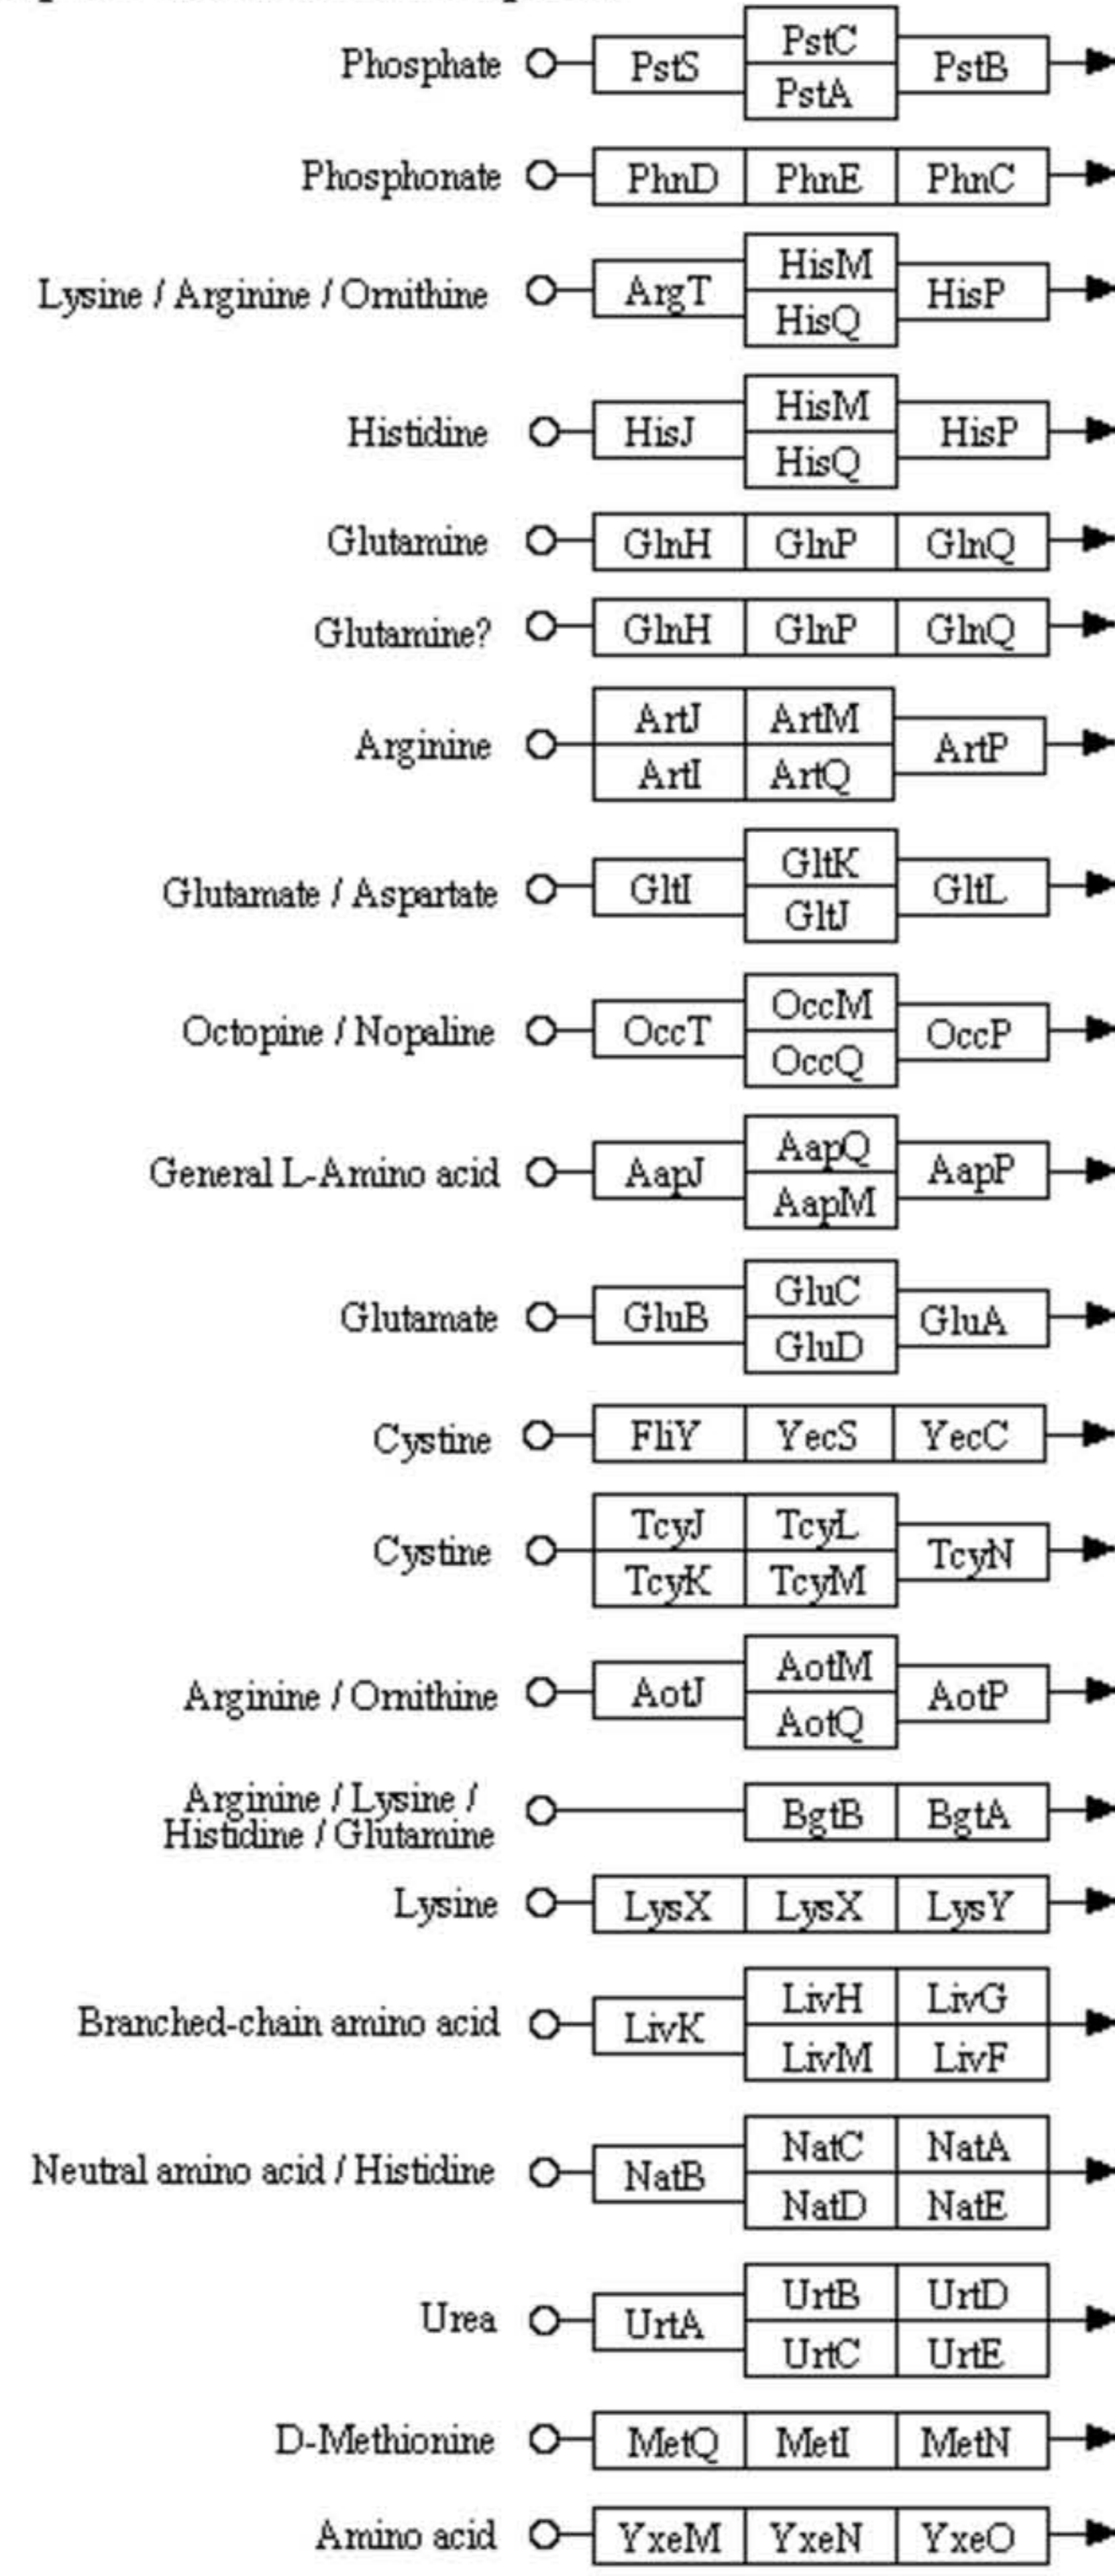 PstC
Phosphate PstS PstB
PstA
Phosphonate PhnD PhnE PhnC
HisM
Lysine / Arginine / Ornithine ArgT HisP
HisQ
HisM
Histidine HisJ HisP
HisQ
Glutamine GlnH GlnP GlnQ
Glutamine? GlnH GlnP GlnQ
ArtJ ArtM
Arginine ArtP
ArtI ArtQ
GltK
Glutamate / Aspartate GltI GltL
GltJ
OccM
Octopine / Nopaline OccT OccP
OccQ
AapQ
General L-Amino acid AapJ AapP
AapM
GluC
Glutamate GluB GluA
GluD
Cystine FliY YecS YecC
TcyJ TcyL
Cystine TcyN
TcyK TcyM
AotM
Arginine / Ornithine AotJ AotP
AotQ
Arginine / Lysine /
Histidine / Glutamine BgtB BgtA
Lysine LysX LysX LysY
LivH LivG
Branched-chain amino acid LivK
LivM LivF
NatC NatA
Neutral amino acid / Histidine NatB
NatD NatE
UrtB UrtD
Urea UrtA
UrtC UrtE
D-Methionine MetQ MetI MetN
Amino acid YxeM YxeN YxeO